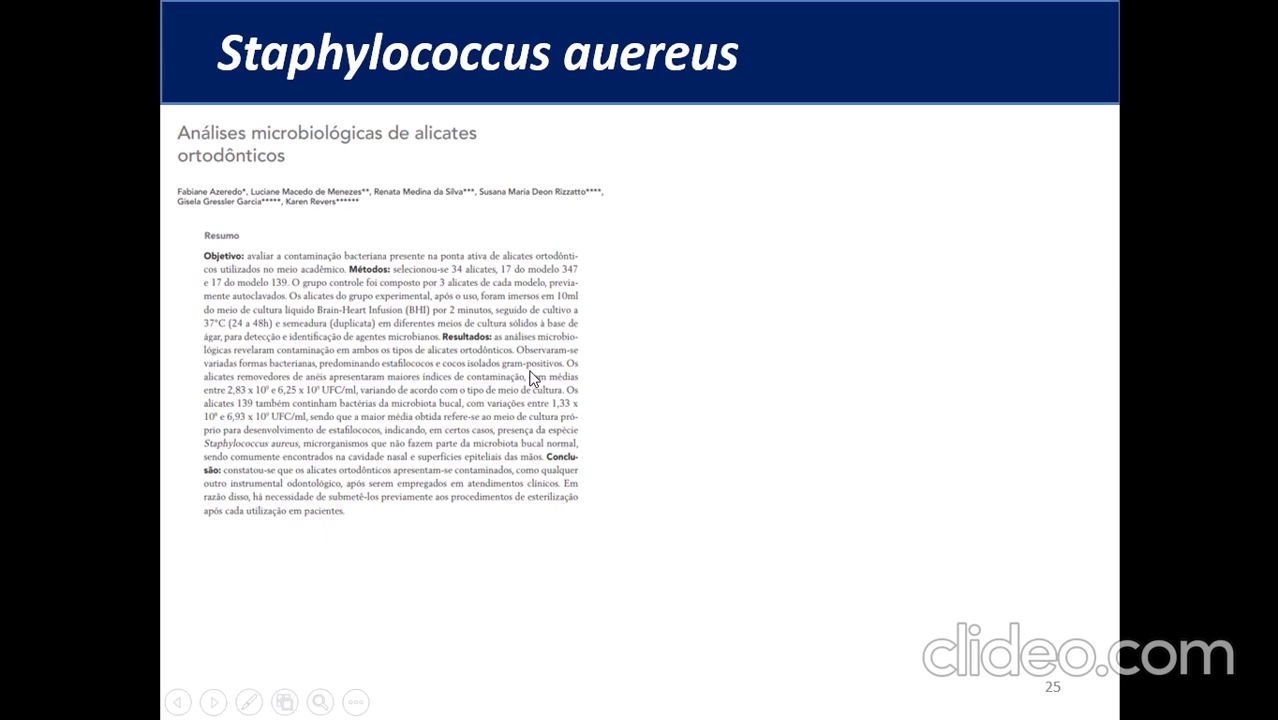 Staphylococcus auereus
Análises microbiológicas de alicates
ortodônticos
Fabiane Azeredo*, Luciane Macedo de Menezes**, Renata Medina da Silva***, Susana Maria Deon Rizzatto****,
Gisela Gressler Garcia*****, Karen Revers******
Resumo
Objetivo: avaliar a contaminação bacteriana presente na ponta ativa de alicates ortodônti-
cos utilizados no meio acadêmico. Métodos: selecionou-se 34 alicates, 17 do modelo 347
e 17 do modelo 139. O grupo controle foi composto por 3 alicates de cada modelo, previa-
mente autoclavados. Os alicates do grupo experimental, após o uso, foram imersos em 10ml
do meio de cultura líquido Brain-Heart Infusion (BHI) por 2 minutos, seguido de cultivo a
37°C (24 a 48h) e semeadura (duplicata) em diferentes meios de cultura sólidos à base de
ágar, para detecção e identificação de agentes microbianos. Resultados: as análises microbio-
lógicas revelaram contaminação em ambos os tipos de alicates ortodônticos. Observaram-se
variadas formas bacterianas, predominando estafilococos e cocos isolados gram-positivos. Os
alicates removedores de anéis apresentaram maiores índices de contaminação, médias
entre 2,83 x 10⁹ e 6,25 x 10⁹ UFC/ml, variando de acordo com o tipo de meio de cultura. Os
alicates 139 também continham bactérias da microbiota bucal, com variações entre 1,33 x
10⁸ e 6,93 x 10⁹ UFC/ml, sendo que a maior média obtida refere-se ao meio de cultura pró-
prio para desenvolvimento de estafilococos, indicando, em certos casos, presença da espécie
Staphylococcus aureus, microrganismos que não fazem parte da microbiota bucal normal,
sendo comumente encontrados na cavidade nasal e superfícies epiteliais das mãos. Conclu-
são: constatou-se que os alicates ortodônticos apresentam-se contaminados, como qualquer
outro instrumental odontológico, após serem empregados em atendimentos clínicos. Em
razão disso, há necessidade de submetê-los previamente aos procedimentos de esterilização
após cada utilização em pacientes.
clideo.com
25